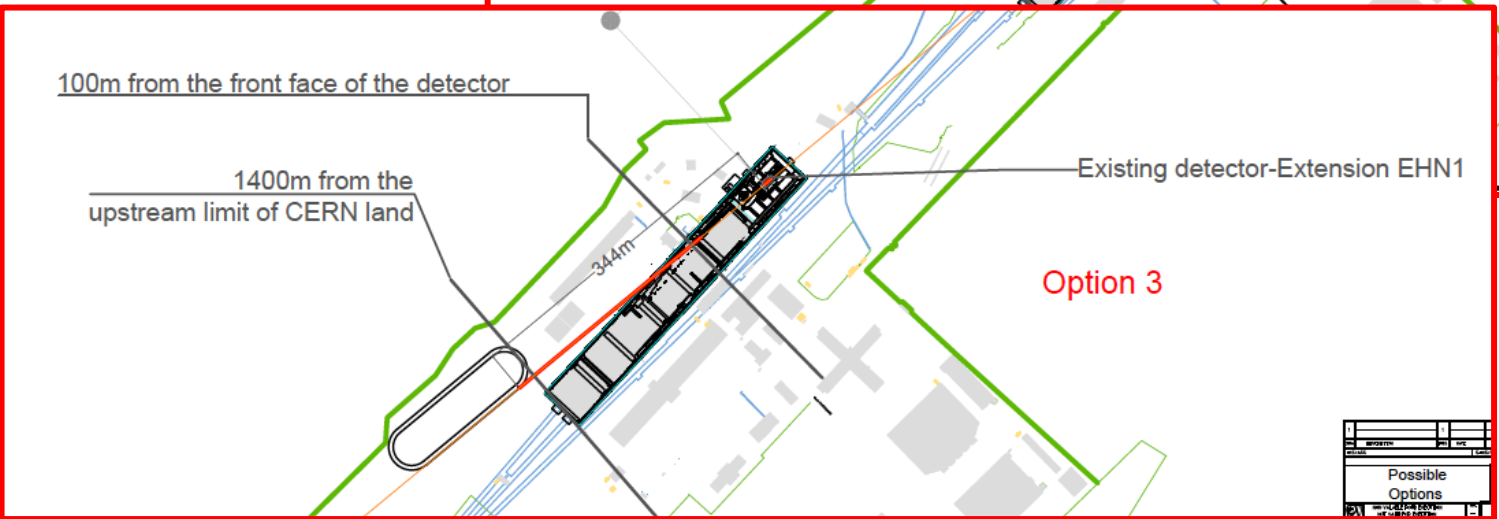 100m from the front face of the detector
1400m from the
upstream limit of CERN land
Existing detector-Extension EHN1
344m
Option 3
Possible
Options